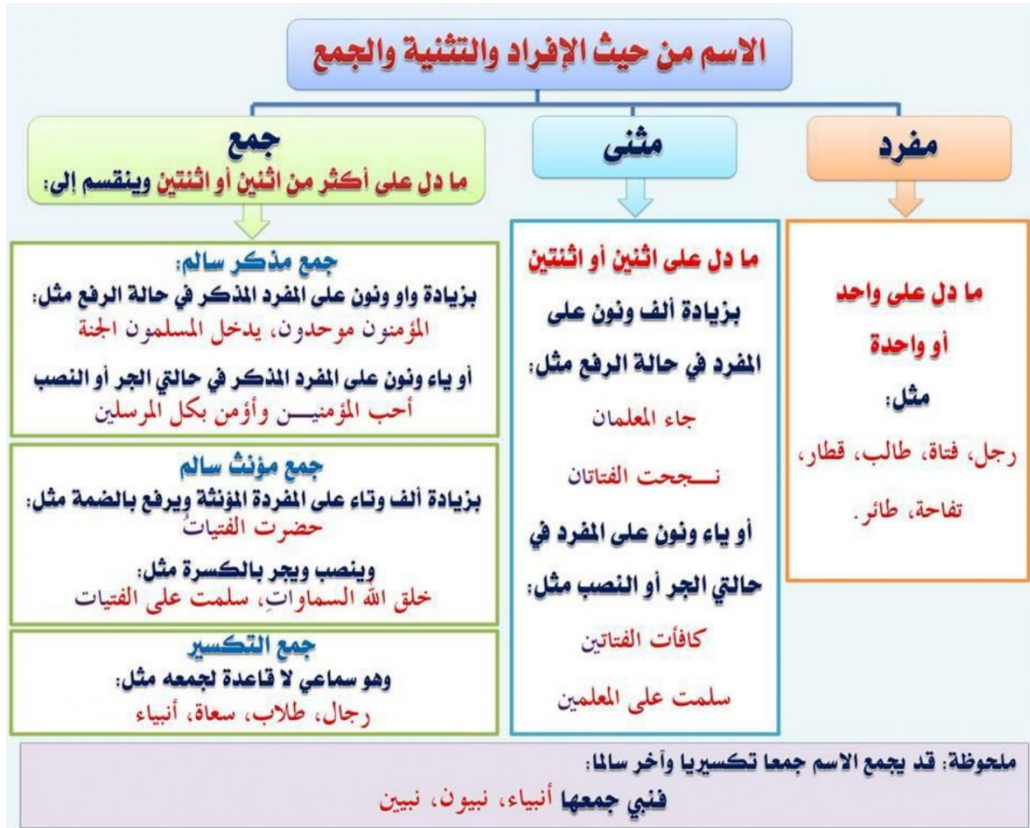 الاسم من حيث الإفراد والتثنية والجمع
مفرد
ما دل على واحد
أو واحدة
مثل:
رجل، فتاة، طالب، قطار،
تفاحة، طائر.
مثنى
ما دل على اثنين أو اثنتين
بزيادة ألف ونون على
المفرد في حالة الرفع مثل:
جاء المعلمان
نـــجحت الفتاتان
أو ياء ونون على المفرد في
حالتي الجر أو النصب مثل:
كافأت الفتاتين
سلمت على المعلمين
جمع
ما دل على أكثر من اثنين أو اثنتين وينقسم إلى:
جمع مذكر سالم:
بزيادة واو ونون على المفرد المذكر في حالة الرفع مثل:
المؤمنون موحدون، يدخل المسلمون الجنة
أو ياء ونون على المفرد المذكر في حالتي الجر أو النصب
أحب المؤمنيـــن وأؤمن بكل المرسلين
جمع مؤنث سالم
بزيادة ألف وتاء على المفردة المؤنثة ويرفع بالضمة مثل:
حضرت الفتياتُ
وينصب ويجر بالكسرة مثل:
خلق الله السماواتِ، سلمت على الفتيات
جمع التكسير
وهو سماعي لا قاعدة لجمعه مثل:
رجال، طلاب، سعاة، أنبياء
ملحوظة: قد يجمع الاسم جمعا تكسيريا وآخر سالما:
فنبي جمعها أنبياء، نبيون، نبيين